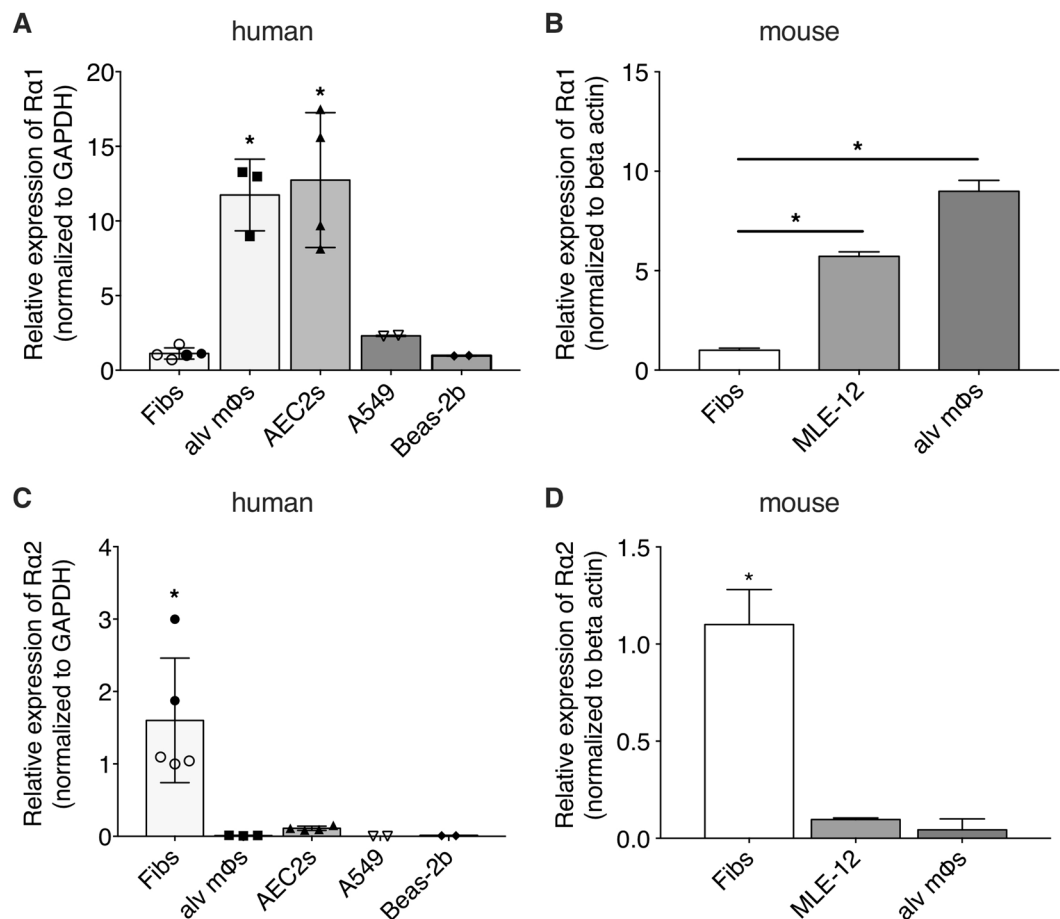 A
human
Relative expression of Rα1
(normalized to GAPDH)
20
15
10
5
0
*
*
Fibs
alv mΦs
AEC2s
A549
Beas-2b
B
mouse
Relative expression of Rα1
(normalized to beta actin)
15
10
5
0
*
*
Fibs
MLE-12
alv mΦs
C
human
Relative expression of Rα2
(normalized to GAPDH)
4
3
2
1
0
*
Fibs
alv mΦs
AEC2s
A549
Beas-2b
D
mouse
Relative expression of Rα2
(normalized to beta actin)
1.5
1.0
0.5
0.0
*
Fibs
MLE-12
alv mΦs